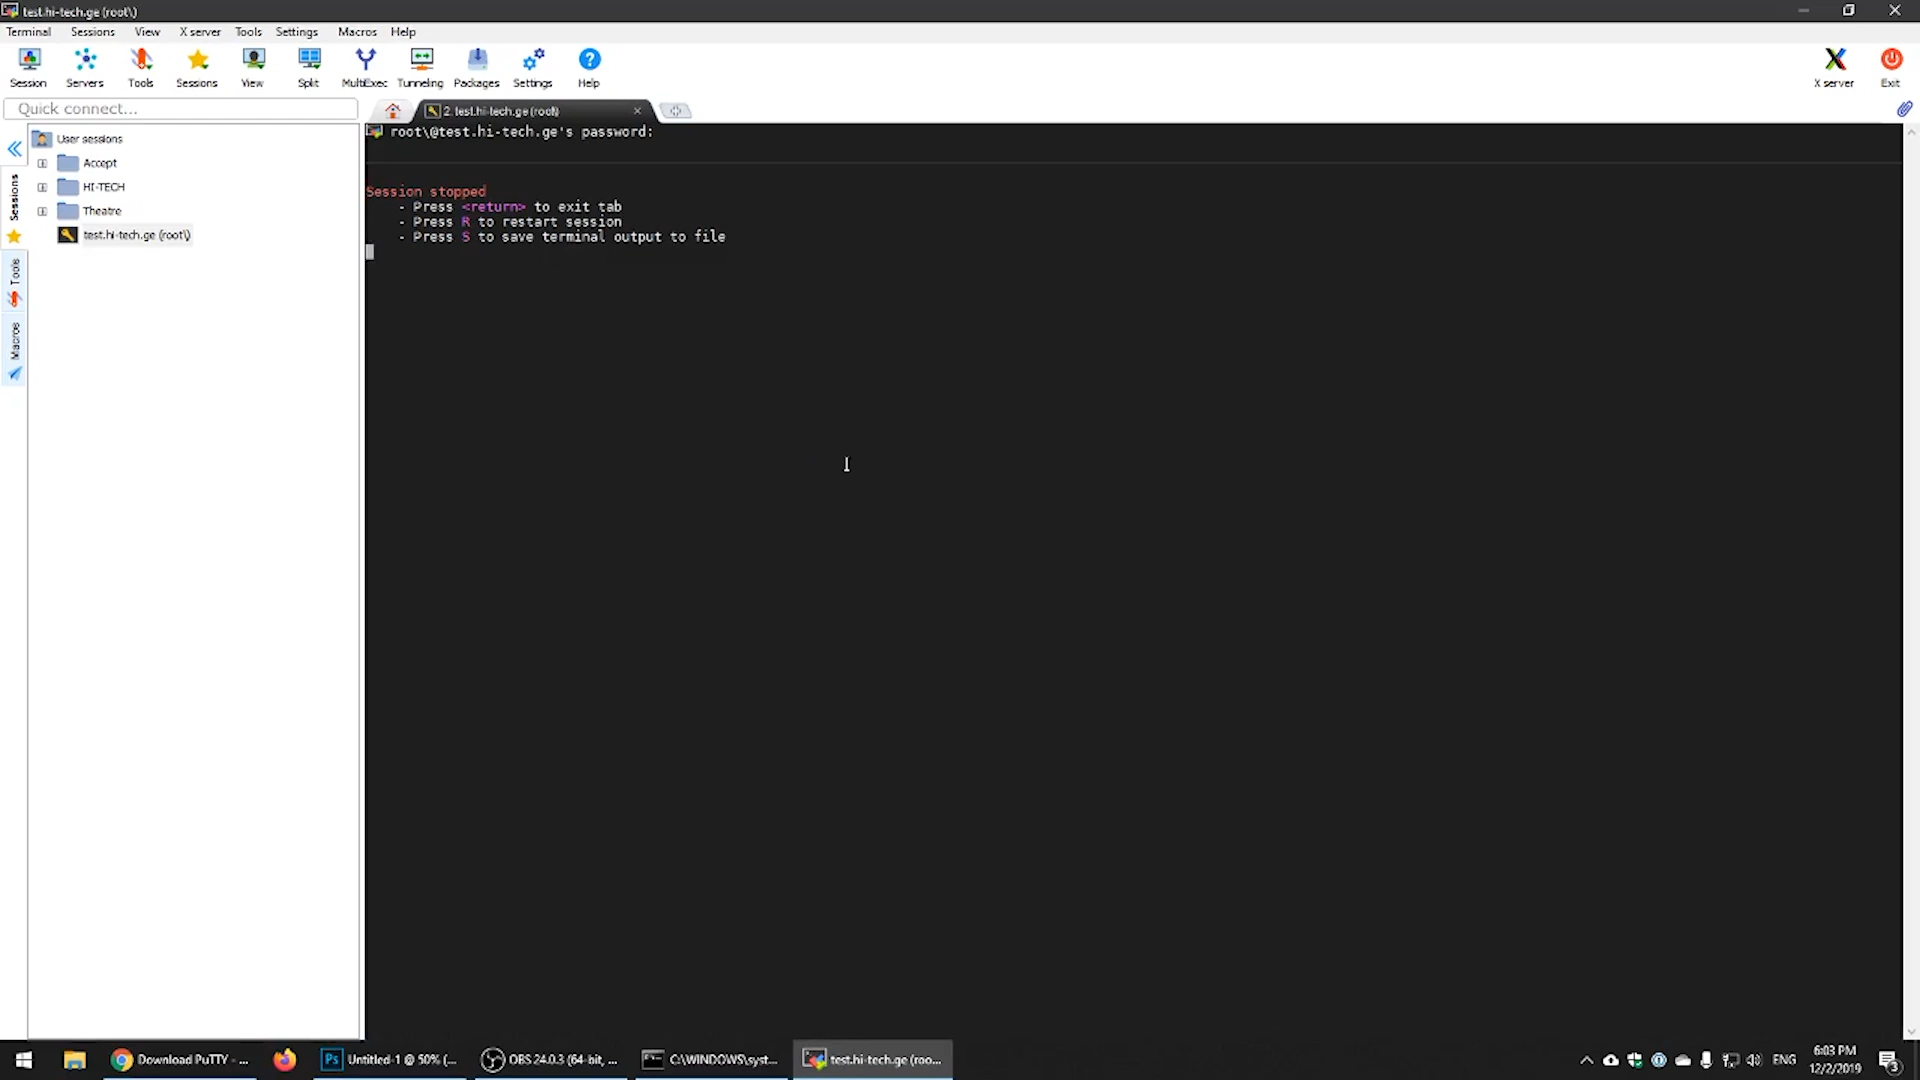 test.hi-tech.ge (root\)
Terminal Sessions View X server Tools Settings Macros Help
Session Servers Tools Sessions View Split MultiExec Tunneling Packages Settings Help X server Exit
Quick connect...
2. test.hi-tech.ge (root\)
User sessions
Accept
HI-TECH
Theatre
test.hi-tech.ge (root\)
Sessions
Tools
Macros
root\@test.hi-tech.ge's password:
Session stopped
- Press <return> to exit tab
- Press R to restart session
- Press S to save terminal output to file
Download PuTTY - ...
Ps Untitled-1 @ 50% (...
OBS 24.0.3 (64-bit, ...
C:\WINDOWS\syst...
test.hi-tech.ge (roo...
ENG
6:03 PM
12/2/2019
3